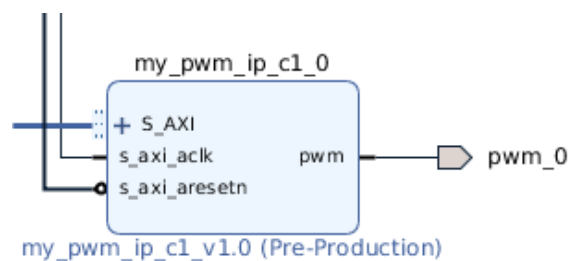 my_pwm_ip_c1_0
+ S_AXI
s_axi_aclk
pwm
pwm_0
s_axi_aresetn
my_pwm_ip_c1_v1.0 (Pre-Production)